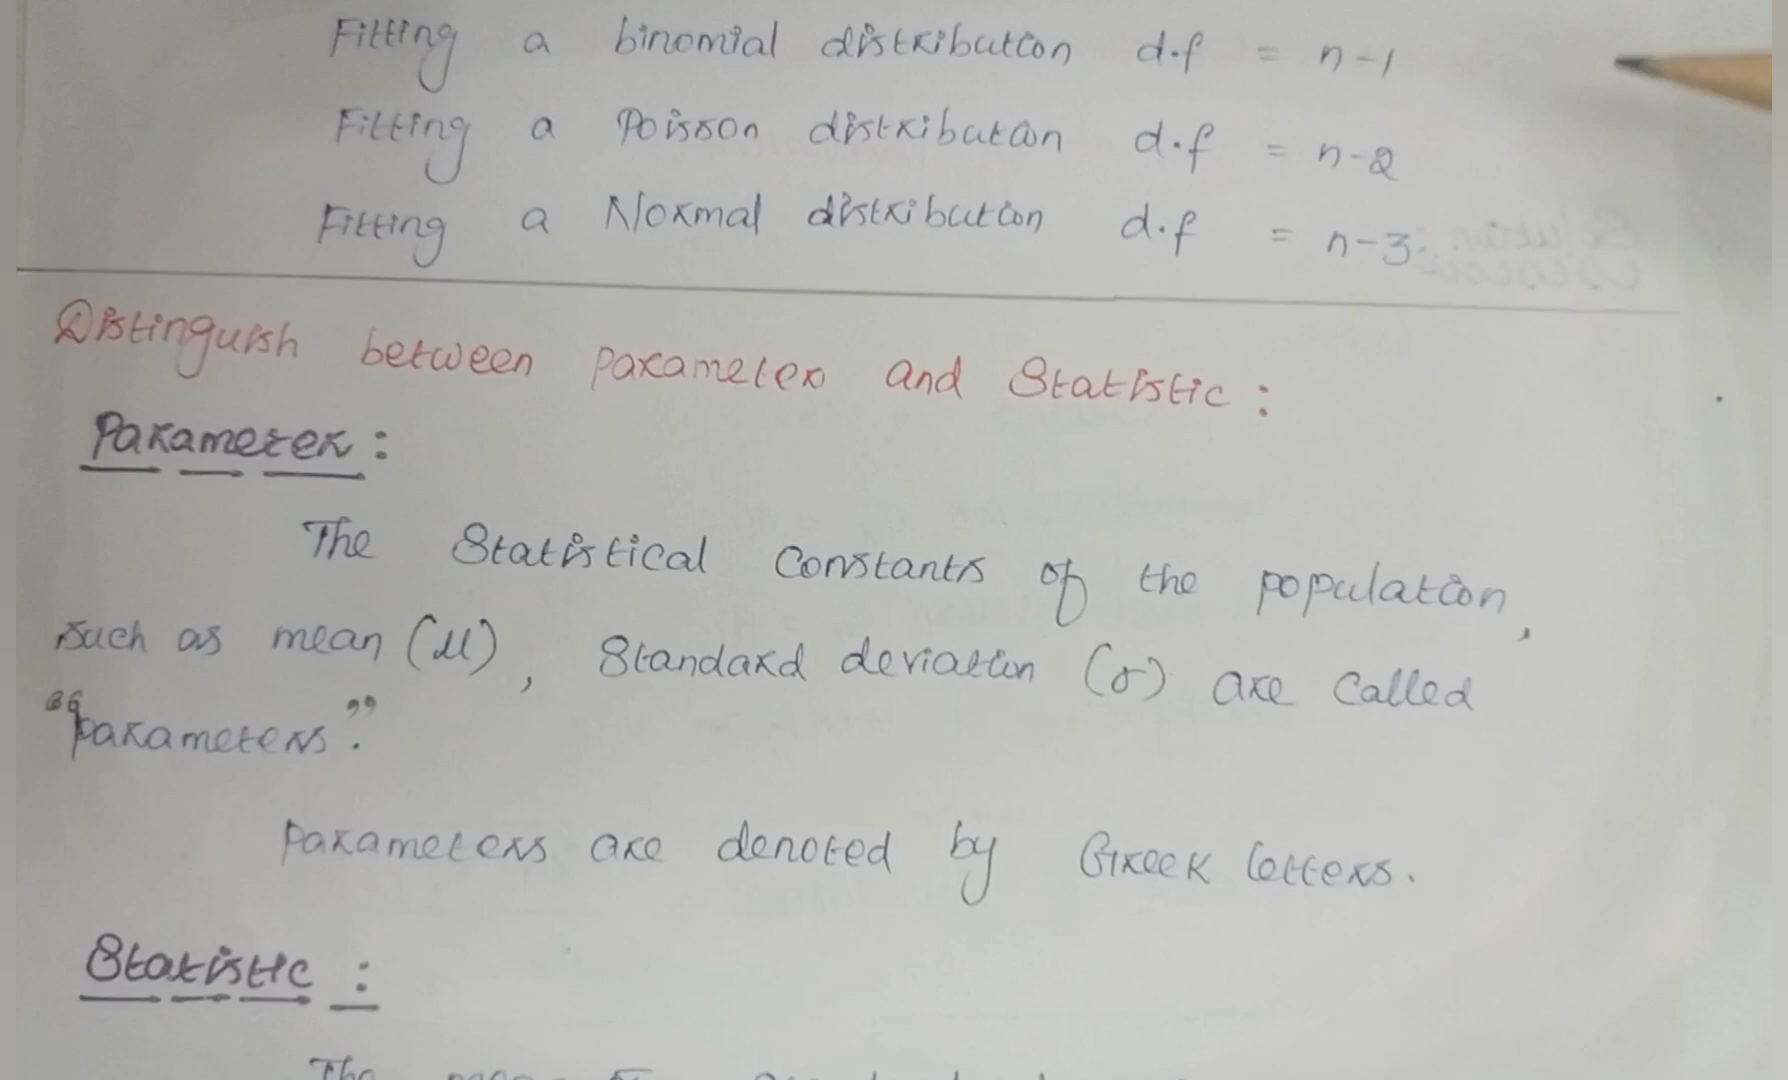 Fitting a binomial distribution d.f = n-1
Fitting a Poisson distribution d.f = n-2
Fitting a Normal distribution d.f = n-3
Distinguish between parameter and Statistic :
Parameter :
The Statistical Constants of the population,
such as mean (μ), Standard deviation (σ) are called
"parameters".
parameters are denoted by Greek letters.
Statistic :
The